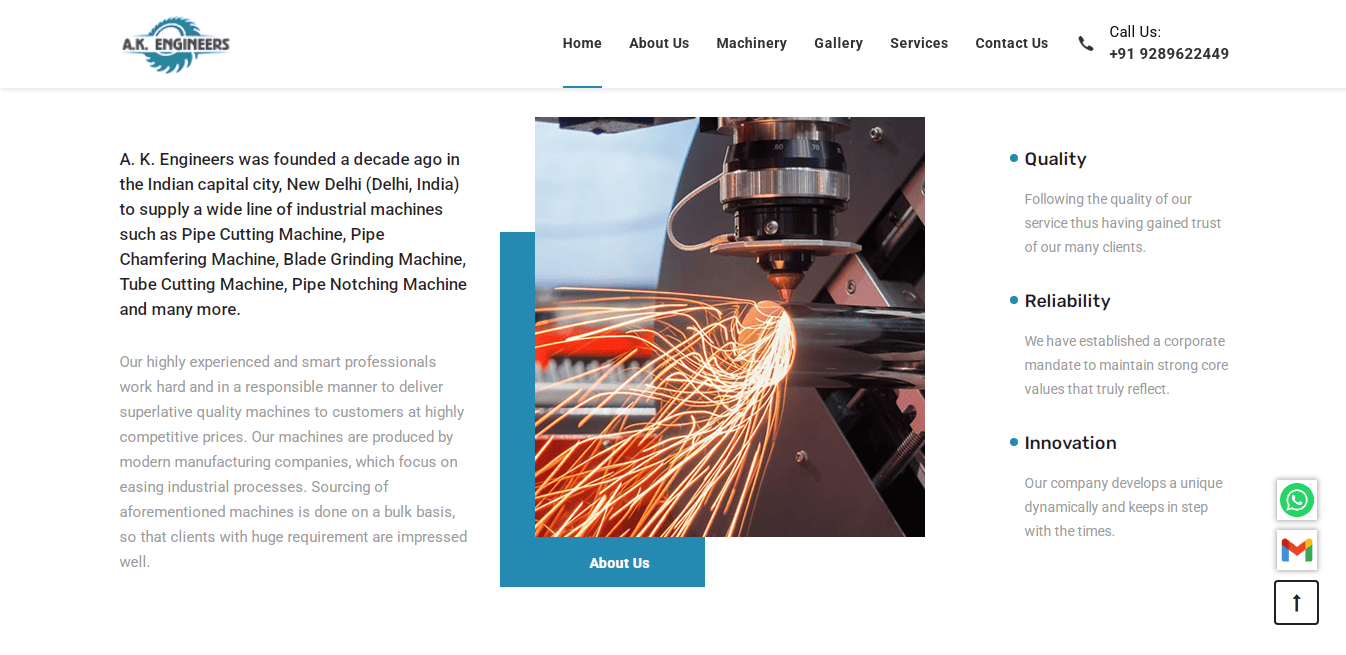 A.K. ENGINEERS
Home
About Us
Machinery
Gallery
Services
Contact Us
Call Us:
+91 9289622449
A. K. Engineers was founded a decade ago in
the Indian capital city, New Delhi (Delhi, India)
to supply a wide line of industrial machines
such as Pipe Cutting Machine, Pipe
Chamfering Machine, Blade Grinding Machine,
Tube Cutting Machine, Pipe Notching Machine
and many more.
Our highly experienced and smart professionals
work hard and in a responsible manner to deliver
superlative quality machines to customers at highly
competitive prices. Our machines are produced by
modern manufacturing companies, which focus on
easing industrial processes. Sourcing of
aforementioned machines is done on a bulk basis,
so that clients with huge requirement are impressed
well.
.60 .70
About Us
Quality
Following the quality of our
service thus having gained trust
of our many clients.
Reliability
We have established a corporate
mandate to maintain strong core
values that truly reflect.
Innovation
Our company develops a unique
dynamically and keeps in step
with the times.